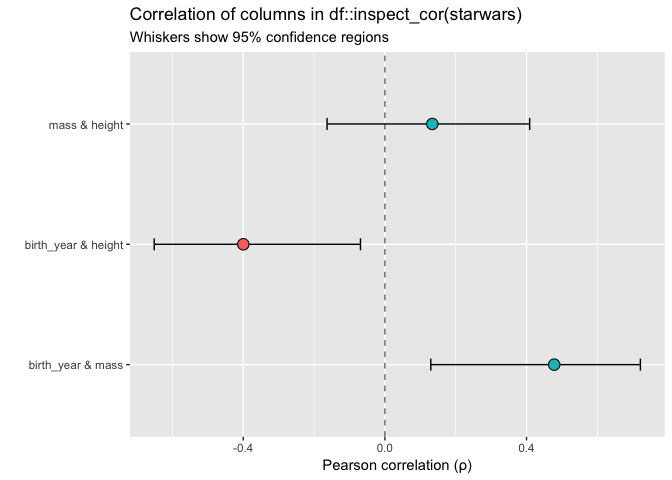 Correlation of columns in df::inspect_cor(starwars)
Whiskers show 95% confidence regions
mass & height
birth_year & height
birth_year & mass
-0.4
0.0
0.4
Pearson correlation (ρ)